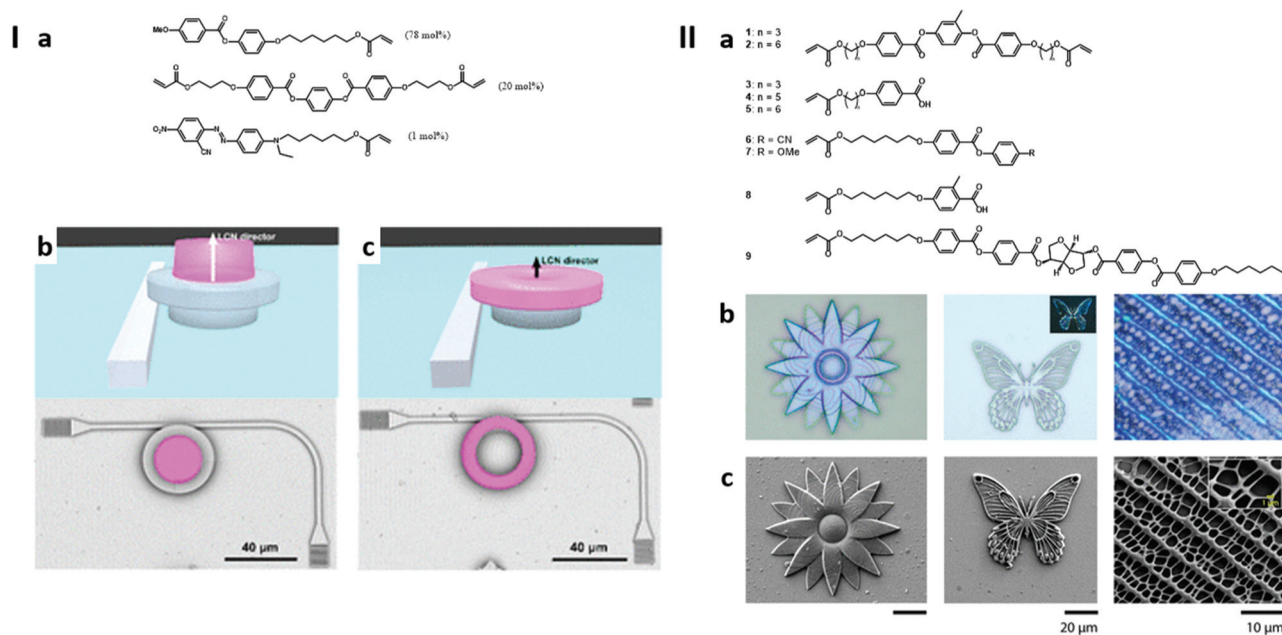 I a
MeO
O
O
O
O
O
(78 mol%)
O
O
O
O
O
O
O
O
O
O
(20 mol%)
O₂N
N
N
CN
N
O
O
(1 mol%)
b
LCN director
c
LCN director
40 µm
40 µm
II a
1: n = 3
2: n = 6
O
O
n
O
O
O
O
O
O
n
O
O
3: n = 3
4: n = 5
5: n = 6
O
O
n
O
O
OH
6: R = CN
7: R = OMe
O
O
O
O
O
R
8
O
O
O
O
OH
9
O
O
O
O
O
O
O
O
H
H
O
O
O
O
O
O
b
c
1 µm
20 µm
10 µm